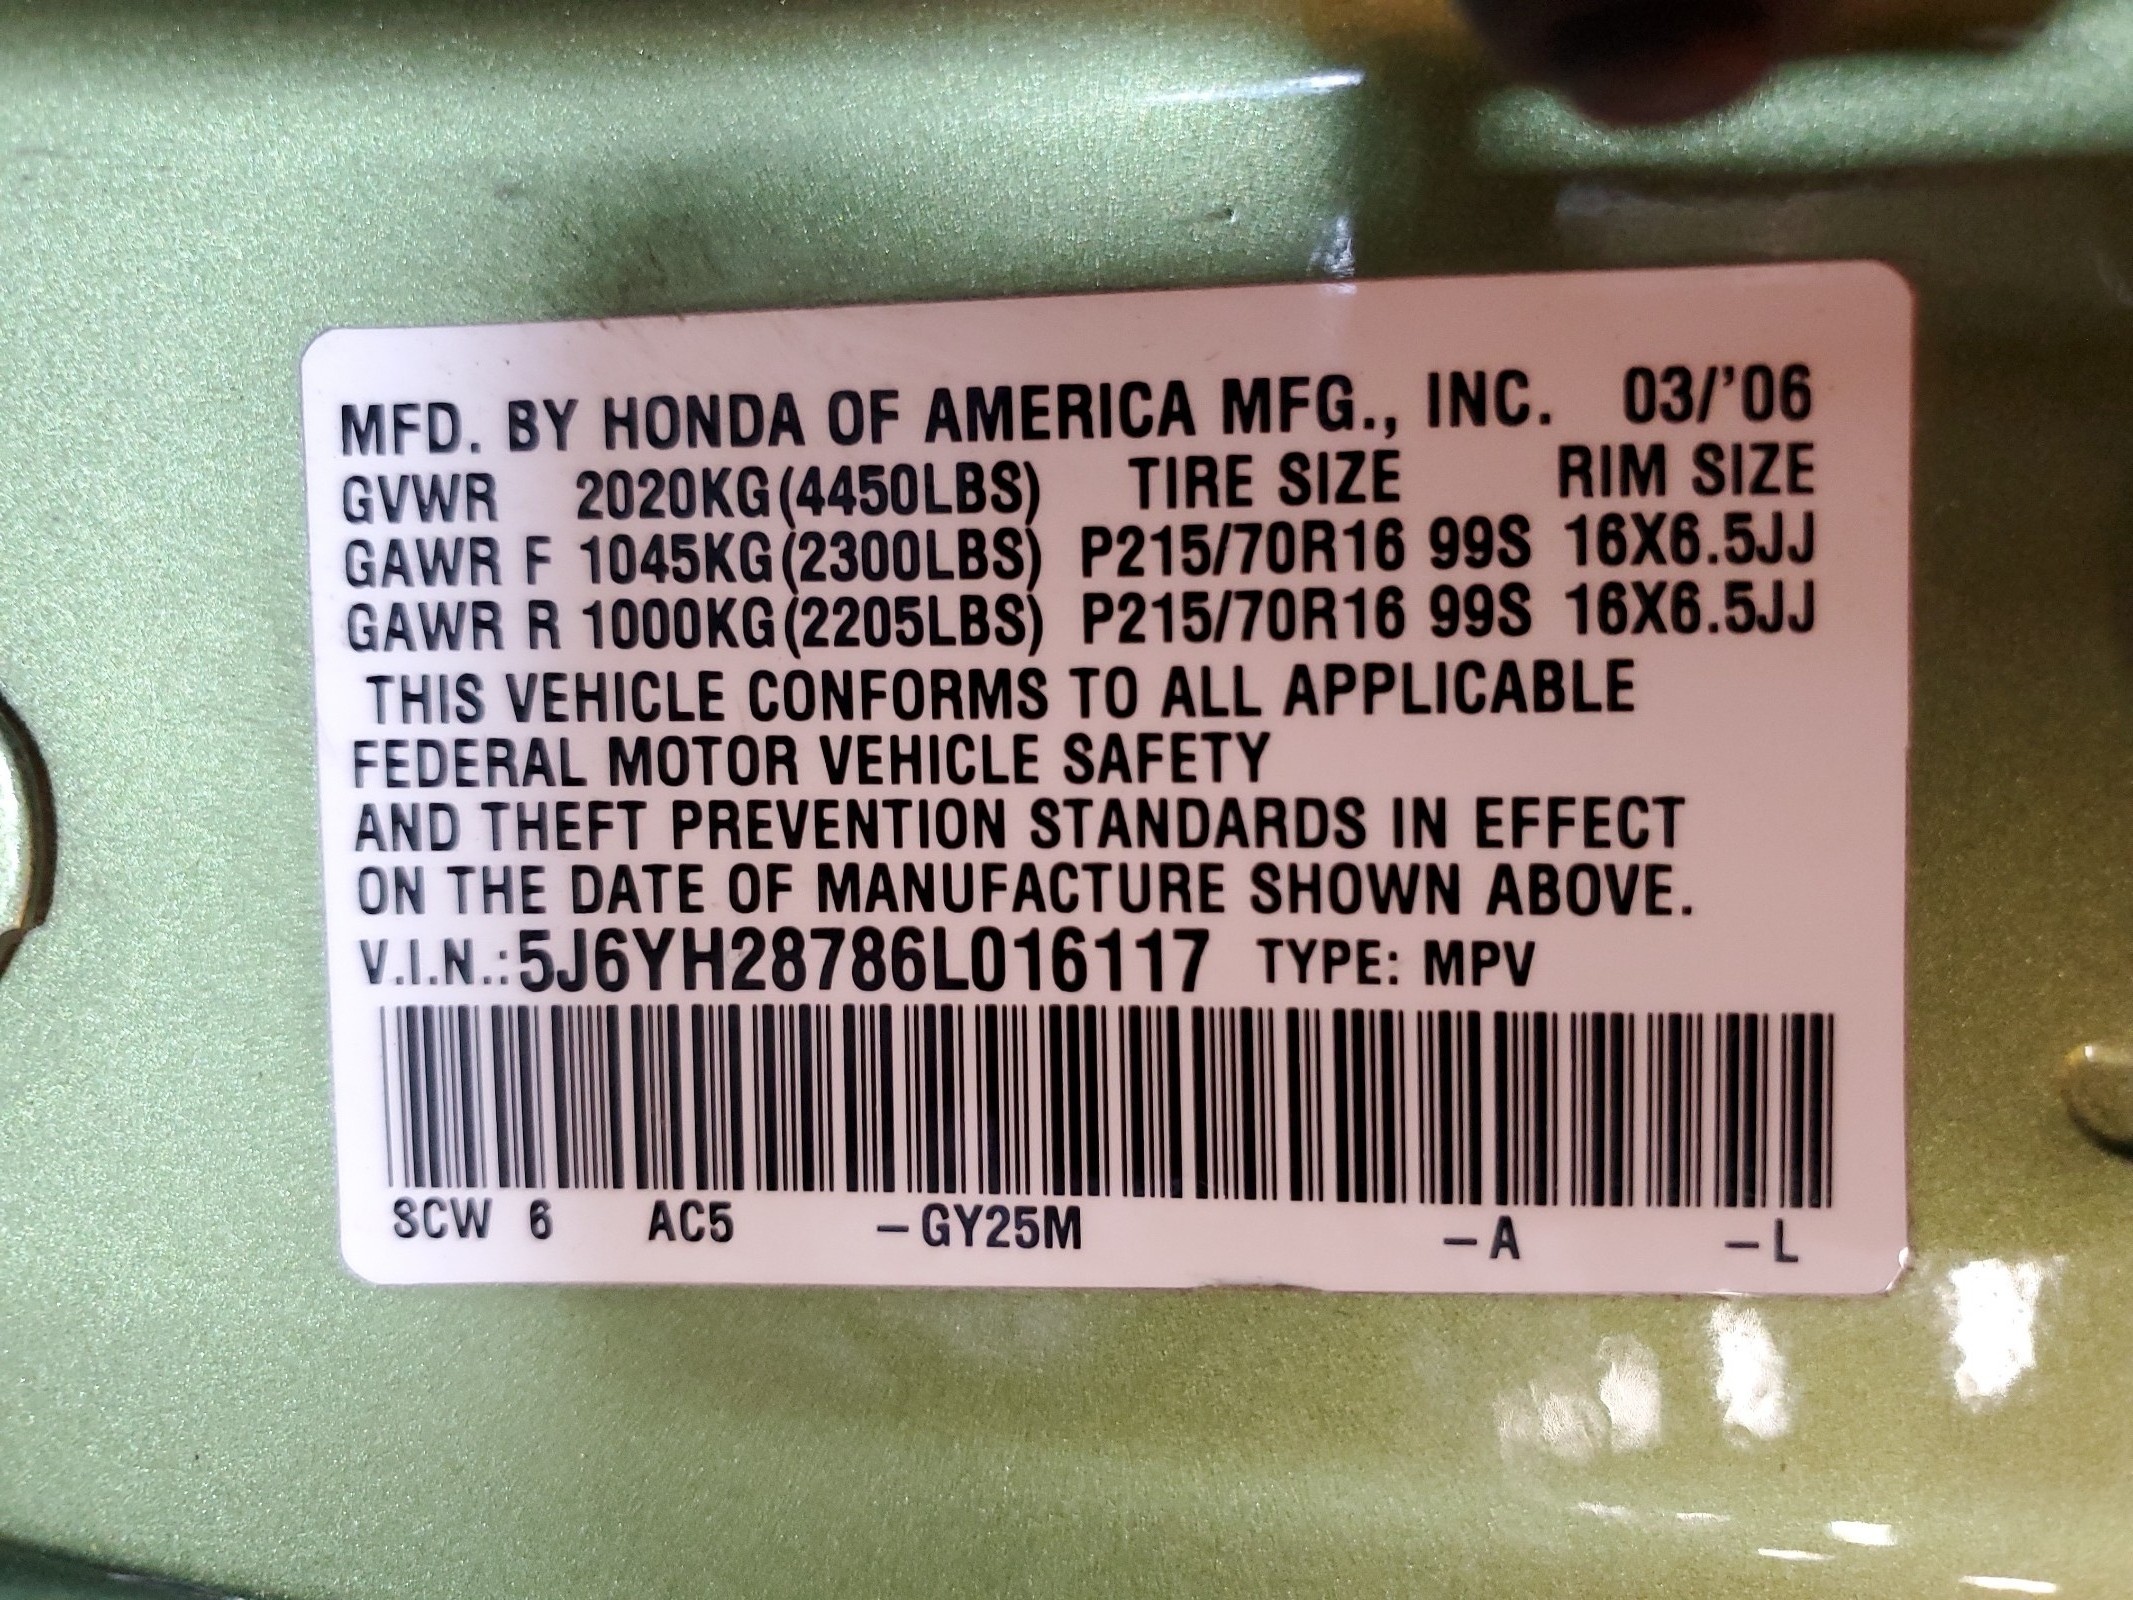 MFD. BY HONDA OF AMERICA MFG., INC. 03/'06
GVWR 2020KG(4450LBS) TIRE SIZE RIM SIZE
GAWR F 1045KG(2300LBS) P215/70R16 99S 16X6.5JJ
GAWR R 1000KG(2205LBS) P215/70R16 99S 16X6.5JJ
THIS VEHICLE CONFORMS TO ALL APPLICABLE
FEDERAL MOTOR VEHICLE SAFETY
AND THEFT PREVENTION STANDARDS IN EFFECT
ON THE DATE OF MANUFACTURE SHOWN ABOVE.
V.I.N.: 5J6YH28786L016117 TYPE: MPV
SCW 6 AC5 –GY25M –A –L